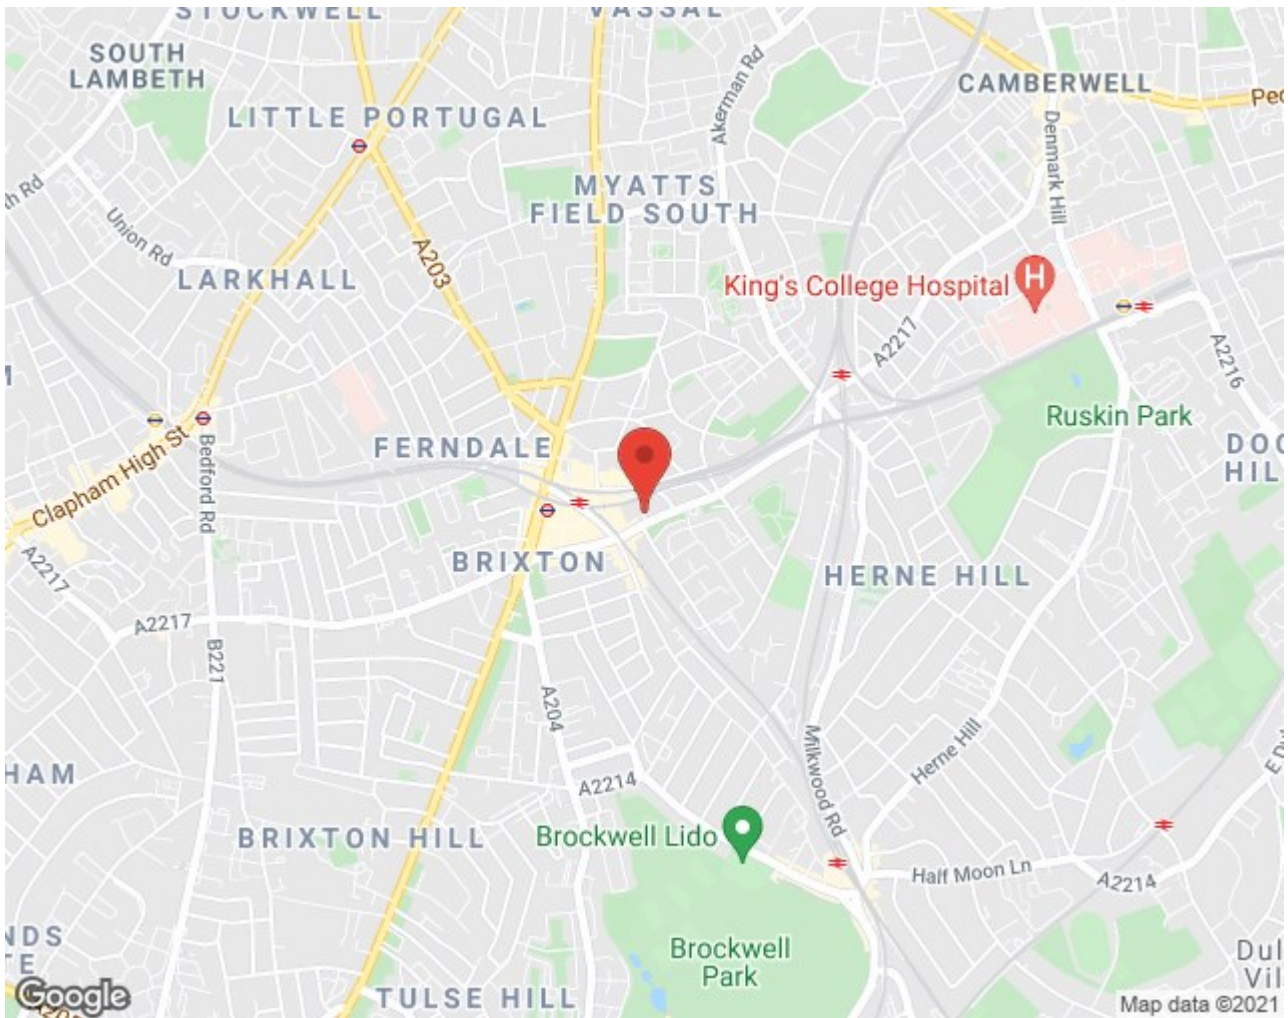 STOCKWELL
VASSAL
SOUTH
LAMBETH
CAMBERWELL
LITTLE PORTUGAL
Akerman Rd
Denmark Hill
MYATTS
FIELD SOUTH
Union Rd
A203
LARKHALL
King's College Hospital
H
A2217
A2216
Ruskin Park
FERNDALE
Clapham High St
Bedford Rd
BRIXTON
HERNE HILL
A2217
A2217
B221
A204
Milkwood Rd
Herne Hill
A2214
BRIXTON HILL
Brockwell Lido
Half Moon Ln
A2214
Brockwell
Park
TULSE HILL
Google
Map data ©2021